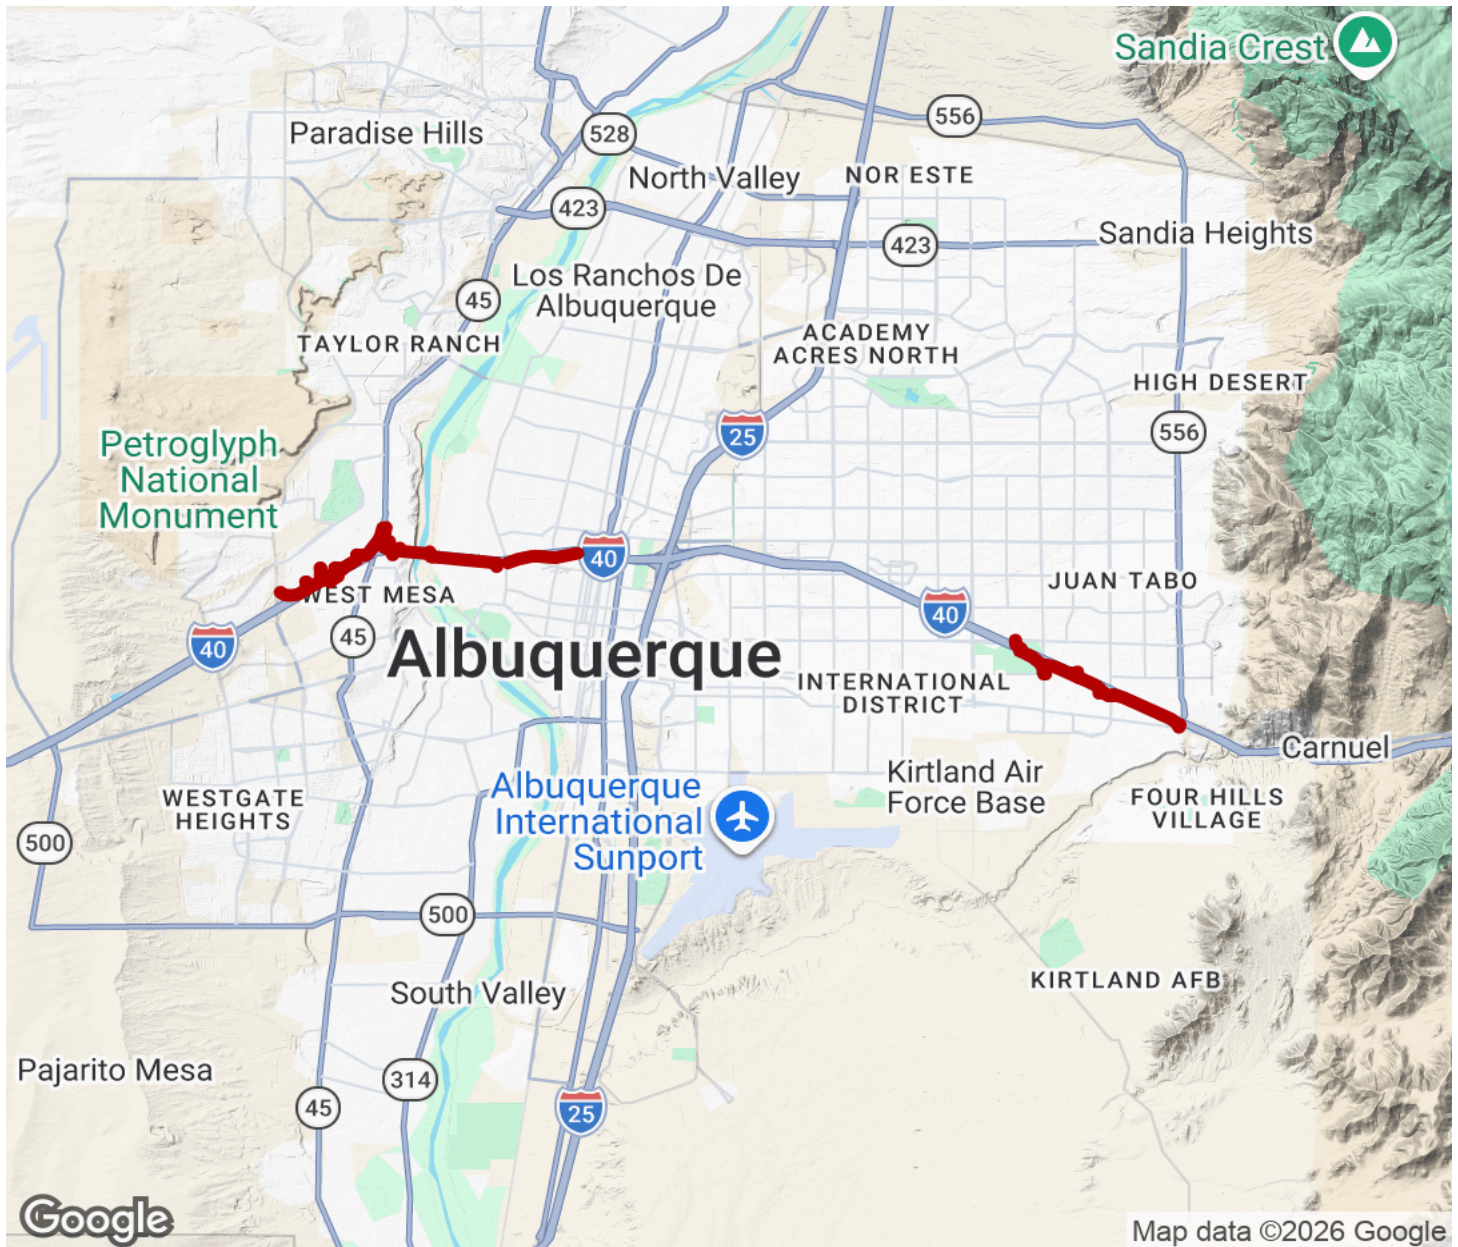 Sandia Crest
556
Paradise Hills
528
North Valley
NOR ESTE
423
423
Sandia Heights
Los Ranchos De
Albuquerque
45
TAYLOR RANCH
ACADEMY
ACRES NORTH
HIGH DESERT
25
556
Petroglyph
National
Monument
40
JUAN TABO
WEST MESA
40
45
40
Albuquerque
INTERNATIONAL
DISTRICT
Carnuel
Albuquerque
International
Sunport
Kirtland Air
Force Base
WESTGATE
HEIGHTS
FOUR HILLS
VILLAGE
500
500
South Valley
KIRTLAND AFB
Pajarito Mesa
314
45
25
Google
Map data ©2026 Google